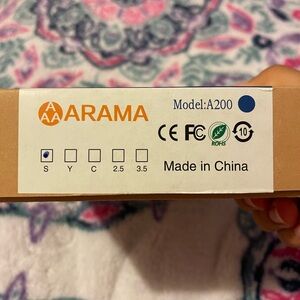 ARAMA
Model:A200
CE FC ROHS 10
S Y C 2.5 3.5
Made in China